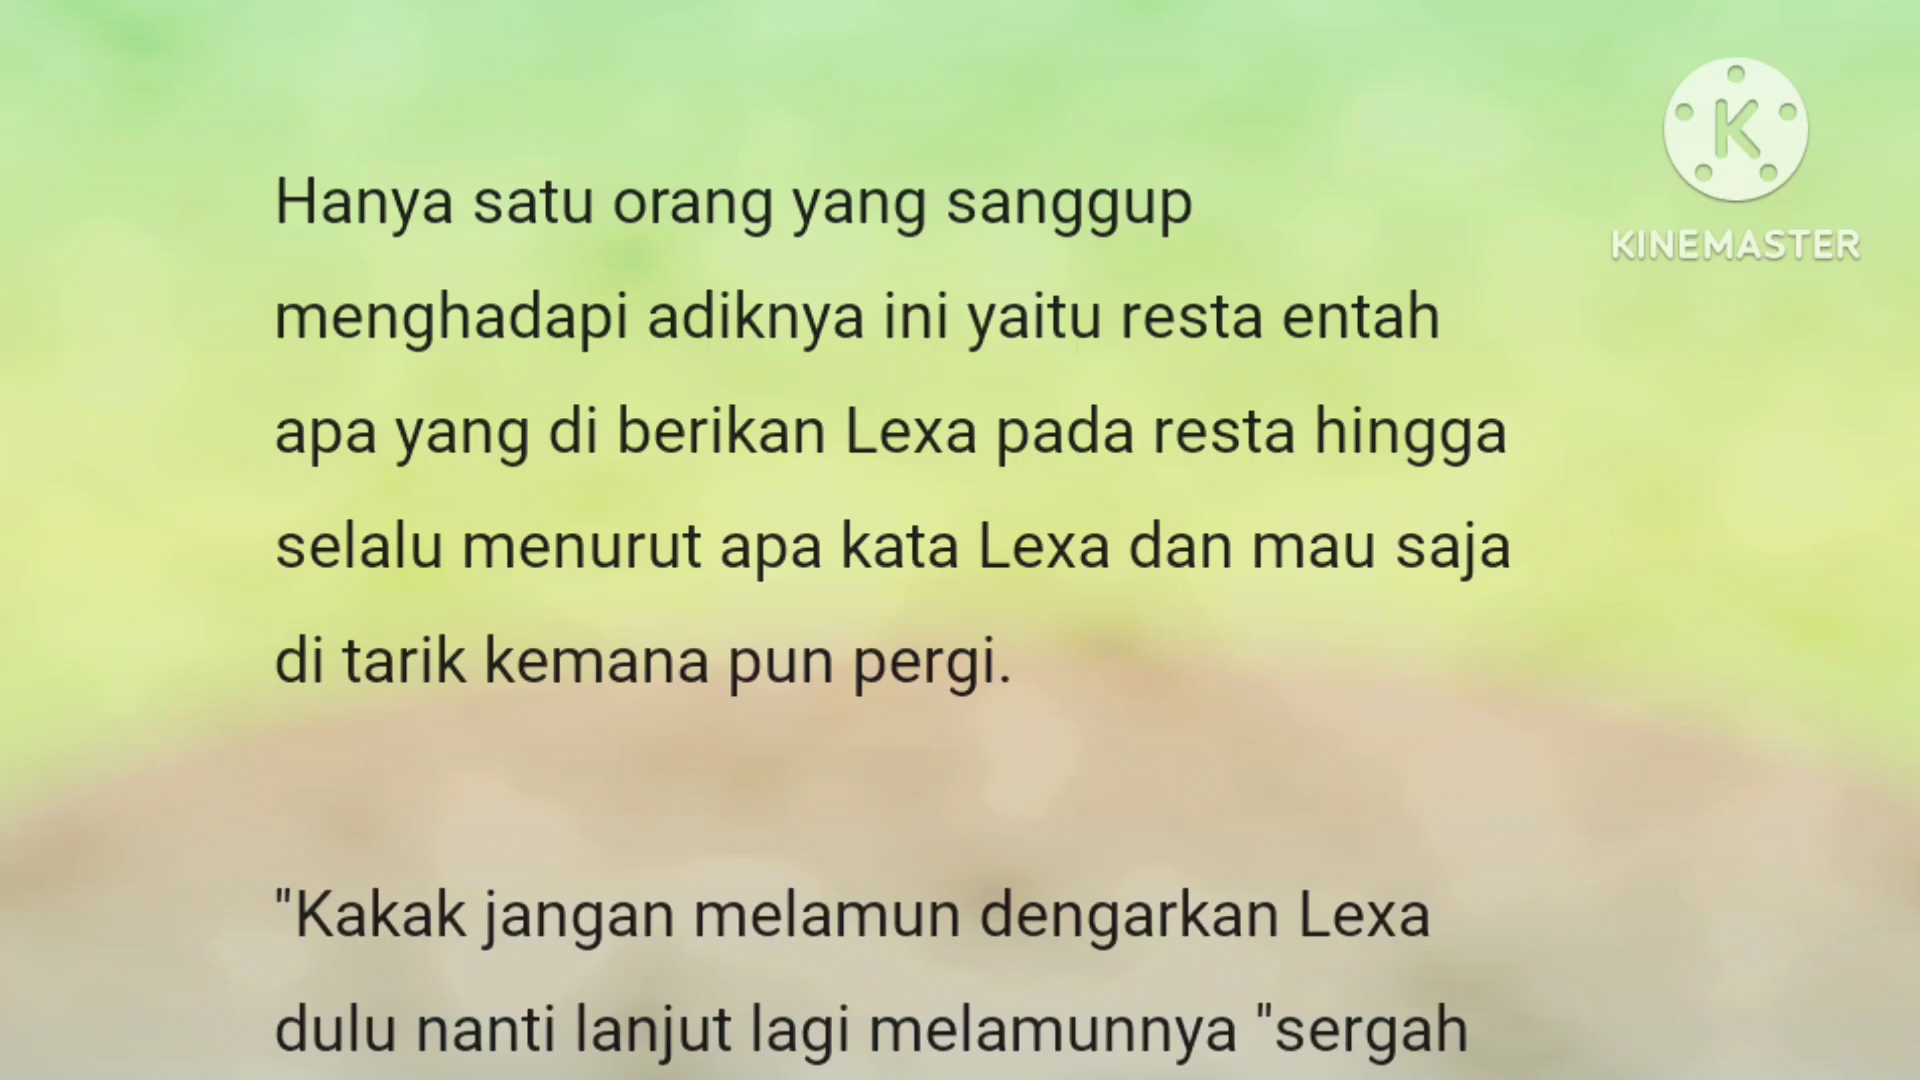 Hanya satu orang yang sanggup
menghadapi adiknya ini yaitu resta entah
apa yang di berikan Lexa pada resta hingga
selalu menurut apa kata Lexa dan mau saja
di tarik kemana pun pergi.
"Kakak jangan melamun dengarkan Lexa
dulu nanti lanjut lagi melamunnya "sergah
K
KINEMASTER